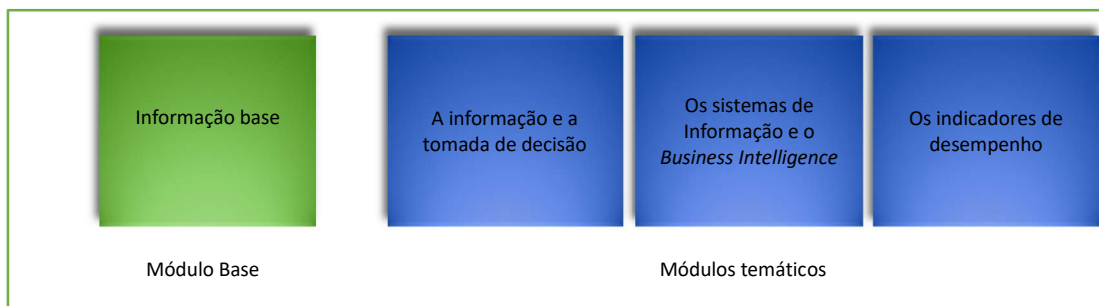 Informação base
A informação e a
tomada de decisão
Os sistemas de
Informação e o
Business Intelligence
Os indicadores de
desempenho
Módulo Base
Módulos temáticos